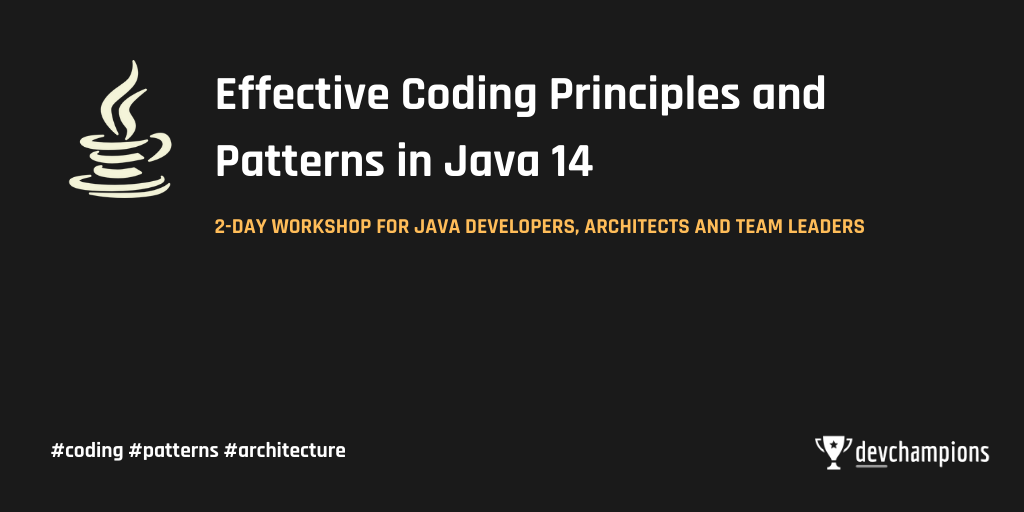 Effective Coding Principles and
Patterns in Java 14
2-DAY WORKSHOP FOR JAVA DEVELOPERS, ARCHITECTS AND TEAM LEADERS
#coding #patterns #architecture
devchampions